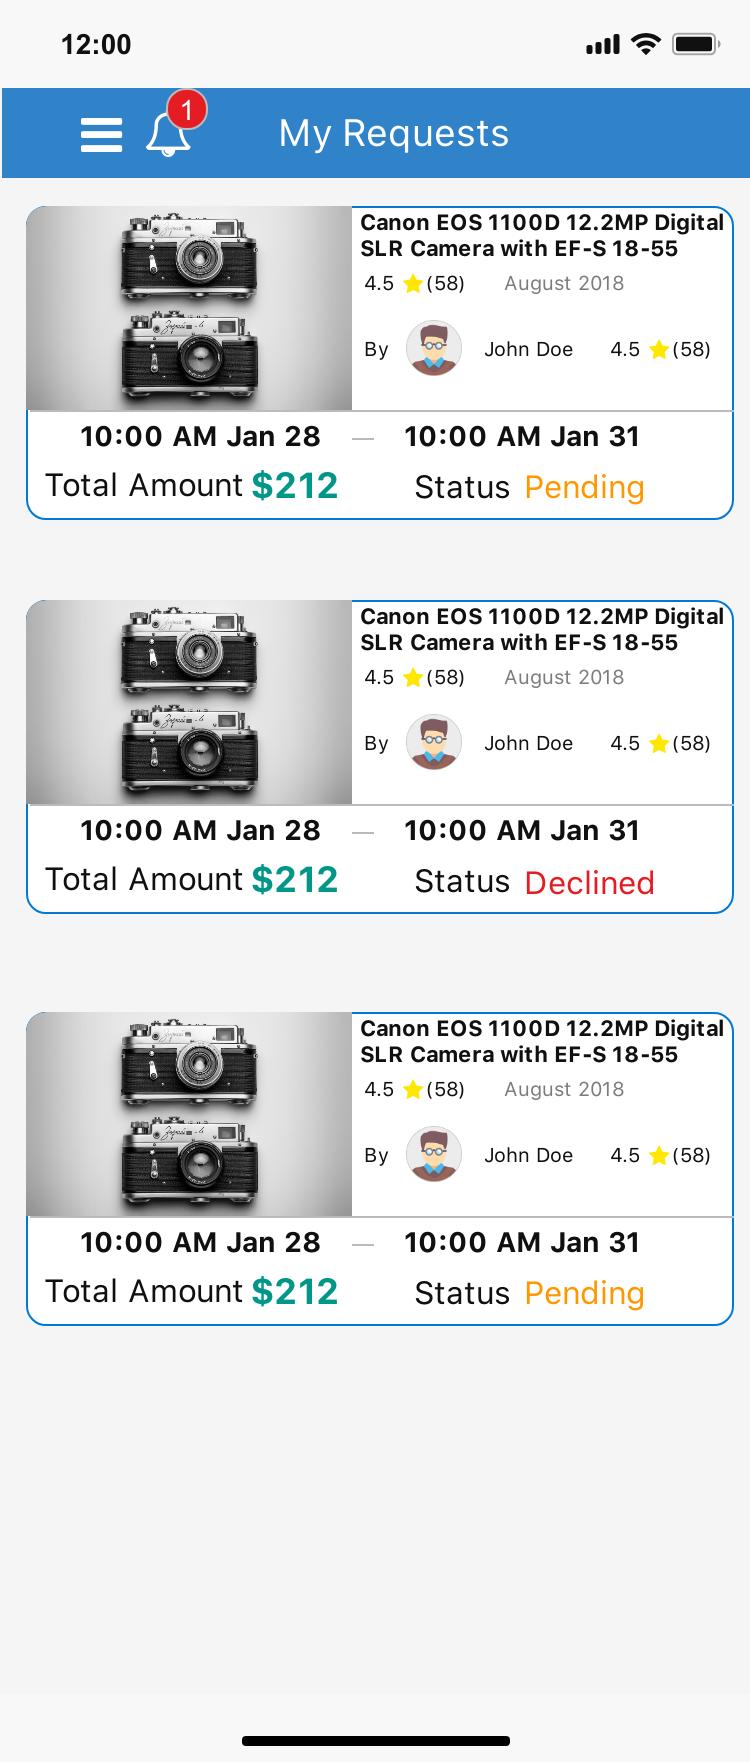 12:00
1
My Requests
Canon EOS 1100D 12.2MP Digital
SLR Camera with EF-S 18-55
4.5 (58) August 2018
By John Doe 4.5 (58)
10:00 AM Jan 28 — 10:00 AM Jan 31
Total Amount $212 Status Pending
Canon EOS 1100D 12.2MP Digital
SLR Camera with EF-S 18-55
4.5 (58) August 2018
By John Doe 4.5 (58)
10:00 AM Jan 28 — 10:00 AM Jan 31
Total Amount $212 Status Declined
Canon EOS 1100D 12.2MP Digital
SLR Camera with EF-S 18-55
4.5 (58) August 2018
By John Doe 4.5 (58)
10:00 AM Jan 28 — 10:00 AM Jan 31
Total Amount $212 Status Pending